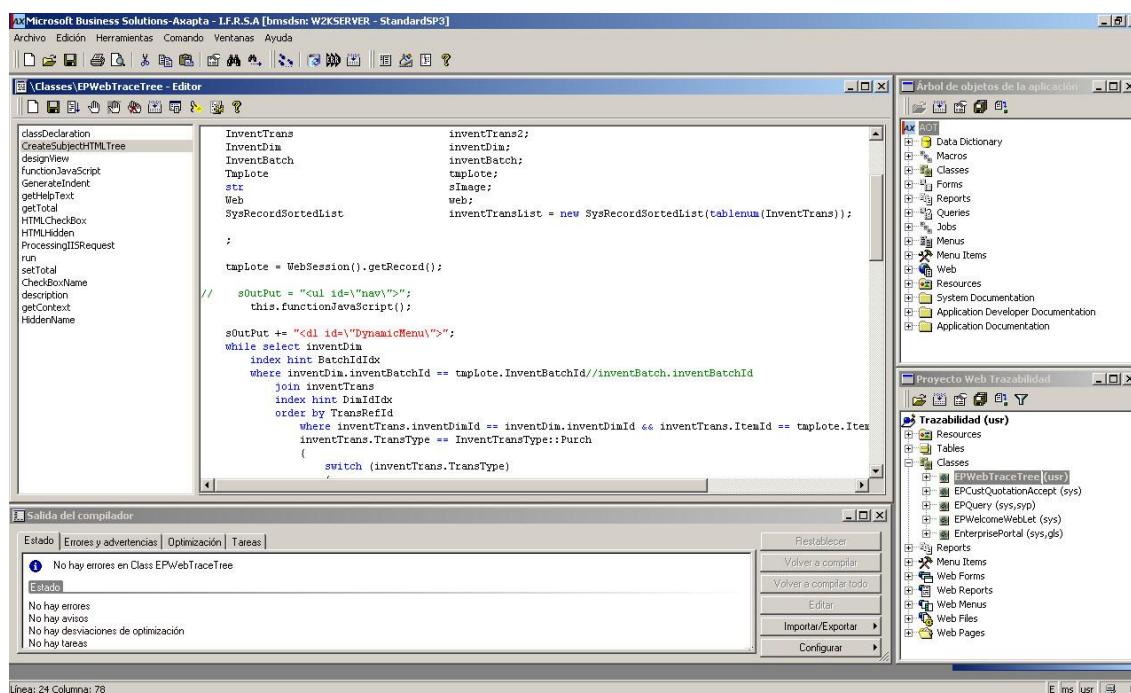 Microsoft Business Solutions-Axapta - I.F.R.S.A [bmsdsn: W2KSERVER - StandardSP3]
Archivo Edición Herramientas Comando Ventanas Ayuda
\Classes\EPWebTraceTree - Editor
classDeclaration
CreateSubjectHTMLTree
designView
functionJavaScript
GenerateIndent
getHelpText
getTotal
HTMLCheckBox
HTMLHidden
ProcessingIISRequest
run
setTotal
CheckBoxName
description
getContext
HiddenName
InventTrans inventTrans2;
InventDim inventDim;
InventBatch inventBatch;
TmpLote tmpLote;
str sImage;
Web web;
SysRecordSortedList inventTransList = new SysRecordSortedList(tablenum(InventTrans));
;
tmpLote = WebSession().getRecord();
// sOutPut = "<ul id=\"nav\">";
this.functionJavaScript();
sOutPut += "<dl id=\"DynamicMenu\">";
while select inventDim
index hint BatchIdIdx
where inventDim.inventBatchId == tmpLote.InventBatchId//inventBatch.inventBatchId
join inventTrans
index hint DimIdIdx
order by TransRefId
where inventTrans.inventDimId == inventDim.inventDimId && inventTrans.ItemId == tmpLote.Item
inventTrans.TransType == InventTransType::Purch
{
switch (inventTrans.TransType)
Árbol de objetos de la aplicación
AOT
Data Dictionary
Macros
Classes
Forms
Reports
Queries
Jobs
Menus
Menu Items
Web
Resources
System Documentation
Application Developer Documentation
Application Documentation
Proyecto Web Trazabilidad
Trazabilidad (usr)
Resources
Tables
Classes
EPWebTraceTree (usr)
EPCustQuotationAccept (sys)
EPQuery (sys,syp)
EPWelcomeWebLet (sys)
EnterprisePortal (sys,gls)
Reports
Menu Items
Web Forms
Web Reports
Web Menus
Web Files
Web Pages
Salida del compilador
Estado Errores y advertencias Optimización Tareas
No hay errores en Class EPWebTraceTree
Estado
No hay errores
No hay avisos
No hay desviaciones de optimización
No hay tareas
Restablecer
Volver a compilar
Volver a compilar todo
Editar
Importar/Exportar
Configurar
Línea: 24 Columna: 78
E ms usr